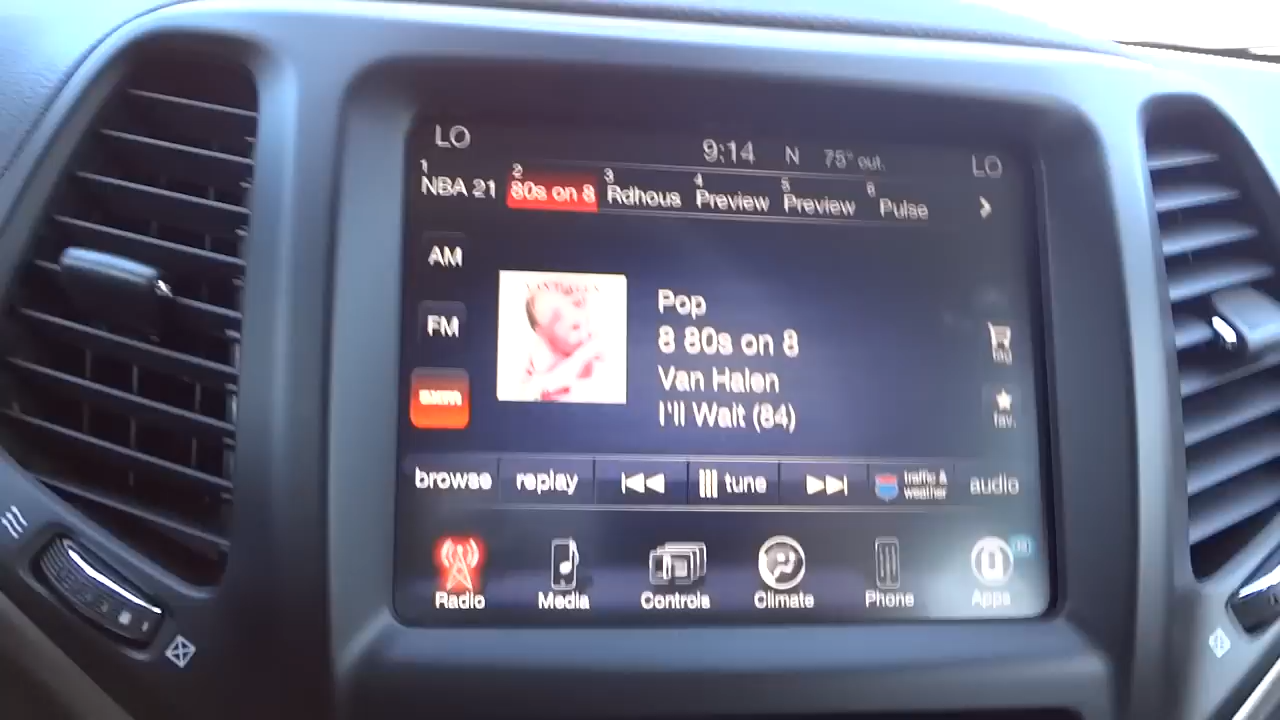 LO 9:14 N 75° out. LO
1 2 3 4 5 6
NBA 21 80s on 8 Rdhous Preview Preview Pulse
AM
FM
sxm
Pop
8 80s on 8
Van Halen
I'll Wait (84)
tag
fav.
browse replay tune traffic & weather audio
Radio Media Controls Climate Phone Apps